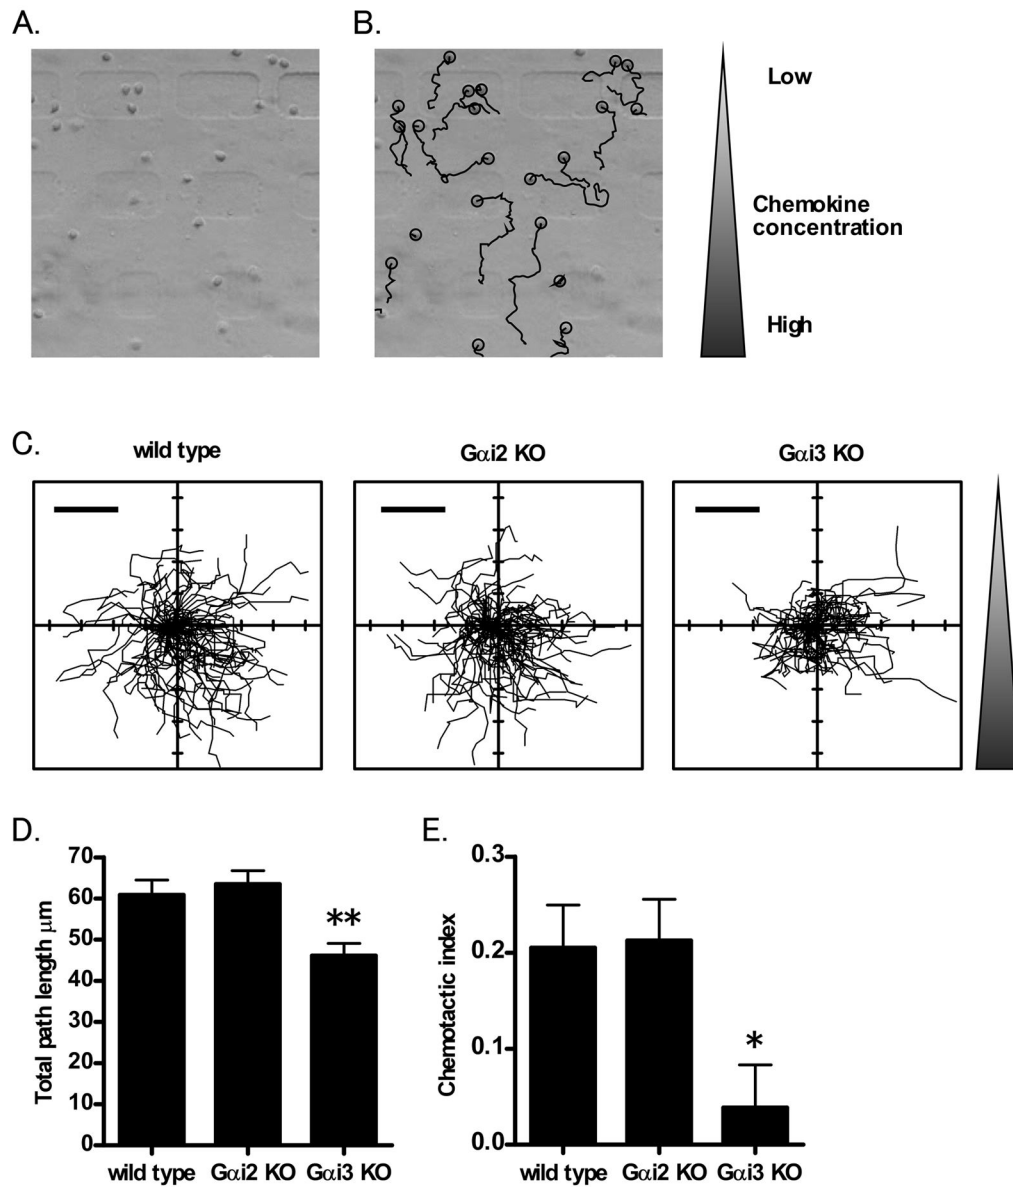 A.
B.
Low
Chemokine
concentration
High
C.
wild type
Gαi2 KO
Gαi3 KO
D.
70
60
50
40
30
20
10
0
Total path length μm
**
wild type
Gαi2 KO
Gαi3 KO
E.
0.3
0.2
0.1
0.0
Chemotactic index
*
wild type
Gαi2 KO
Gαi3 KO